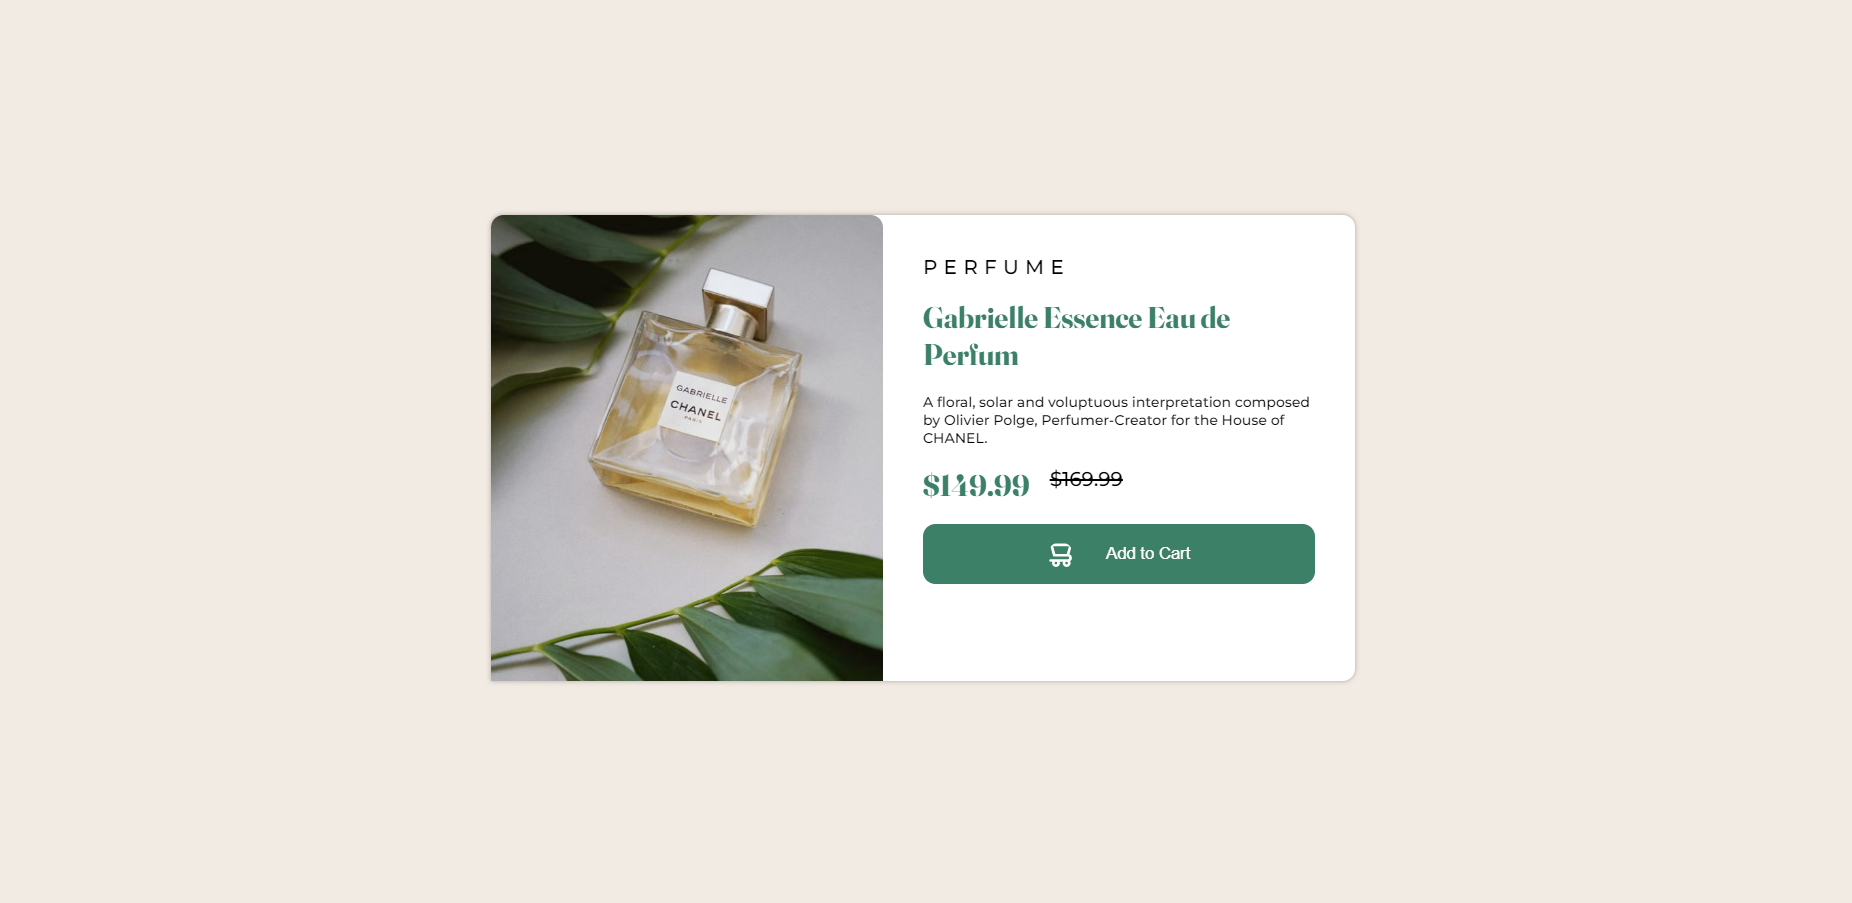 GABRIELLE
CHANEL
PARIS
PERFUME
Gabrielle Essence Eau de
Perfum
A floral, solar and voluptuous interpretation composed
by Olivier Polge, Perfumer-Creator for the House of
CHANEL.
$149.99 $169.99
Add to Cart